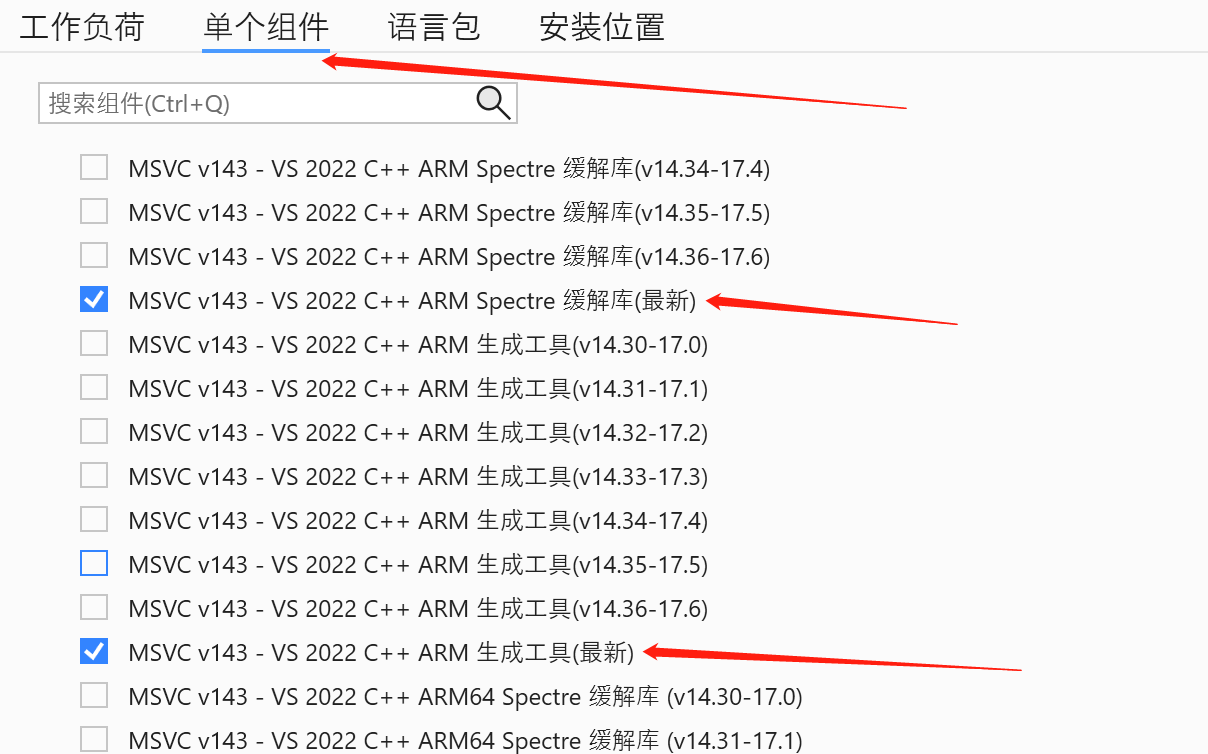 工作负荷 单个组件 语言包 安装位置
搜索组件(Ctrl+Q)
MSVC v143 - VS 2022 C++ ARM Spectre 缓解库(v14.34-17.4)
MSVC v143 - VS 2022 C++ ARM Spectre 缓解库(v14.35-17.5)
MSVC v143 - VS 2022 C++ ARM Spectre 缓解库(v14.36-17.6)
MSVC v143 - VS 2022 C++ ARM Spectre 缓解库(最新)
MSVC v143 - VS 2022 C++ ARM 生成工具(v14.30-17.0)
MSVC v143 - VS 2022 C++ ARM 生成工具(v14.31-17.1)
MSVC v143 - VS 2022 C++ ARM 生成工具(v14.32-17.2)
MSVC v143 - VS 2022 C++ ARM 生成工具(v14.33-17.3)
MSVC v143 - VS 2022 C++ ARM 生成工具(v14.34-17.4)
MSVC v143 - VS 2022 C++ ARM 生成工具(v14.35-17.5)
MSVC v143 - VS 2022 C++ ARM 生成工具(v14.36-17.6)
MSVC v143 - VS 2022 C++ ARM 生成工具(最新)
MSVC v143 - VS 2022 C++ ARM64 Spectre 缓解库 (v14.30-17.0)
MSVC v143 - VS 2022 C++ ARM64 Spectre 缓解库 (v14.31-17.1)